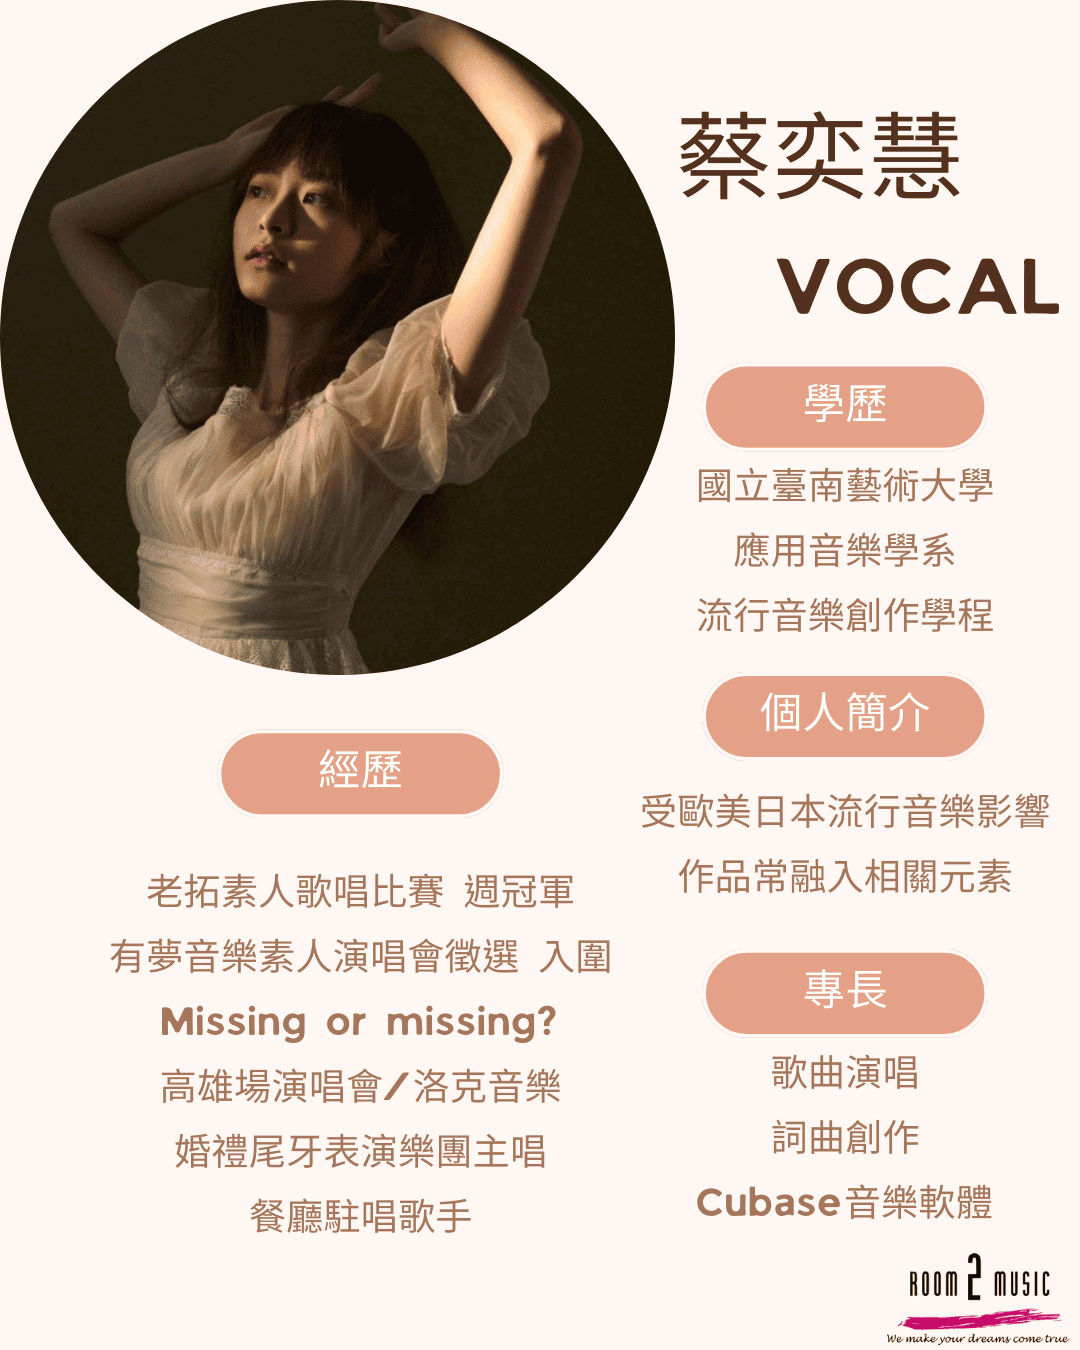 蔡奕慧
VOCAL
學歷
國立臺南藝術大學
應用音樂學系
流行音樂創作學程
個人簡介
受歐美日本流行音樂影響
作品常融入相關元素
專長
歌曲演唱
詞曲創作
Cubase音樂軟體
經歷
老拓素人歌唱比賽 週冠軍
有夢音樂素人演唱會徵選 入圍
Missing or missing?
高雄場演唱會/洛克音樂
婚禮尾牙表演樂團主唱
餐廳駐唱歌手
ROOM 2 MUSIC
We make your dreams come true